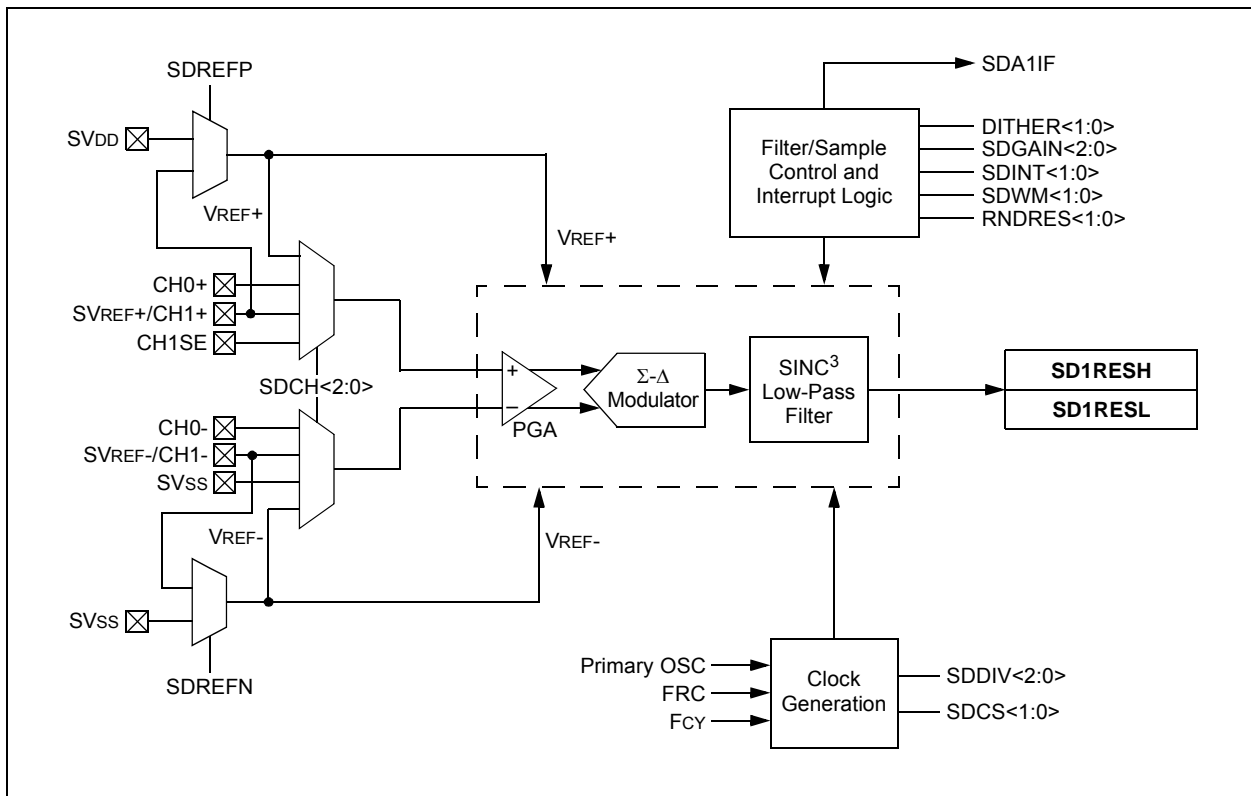 SDREFP
SVDD
VREF+
CH0+
SVREF+/CH1+
CH1SE
SDCH<2:0>
CH0-
SVREF-/CH1-
SVSS
VREF-
SVSS
SDREFN
VREF+
VREF-
+
–
PGA
Σ-Δ
Modulator
SINC³
Low-Pass
Filter
SDA1IF
Filter/Sample
Control and
Interrupt Logic
DITHER<1:0>
SDGAIN<2:0>
SDINT<1:0>
SDWM<1:0>
RNDRES<1:0>
SD1RESH
SD1RESL
Primary OSC
FRC
FCY
Clock
Generation
SDDIV<2:0>
SDCS<1:0>